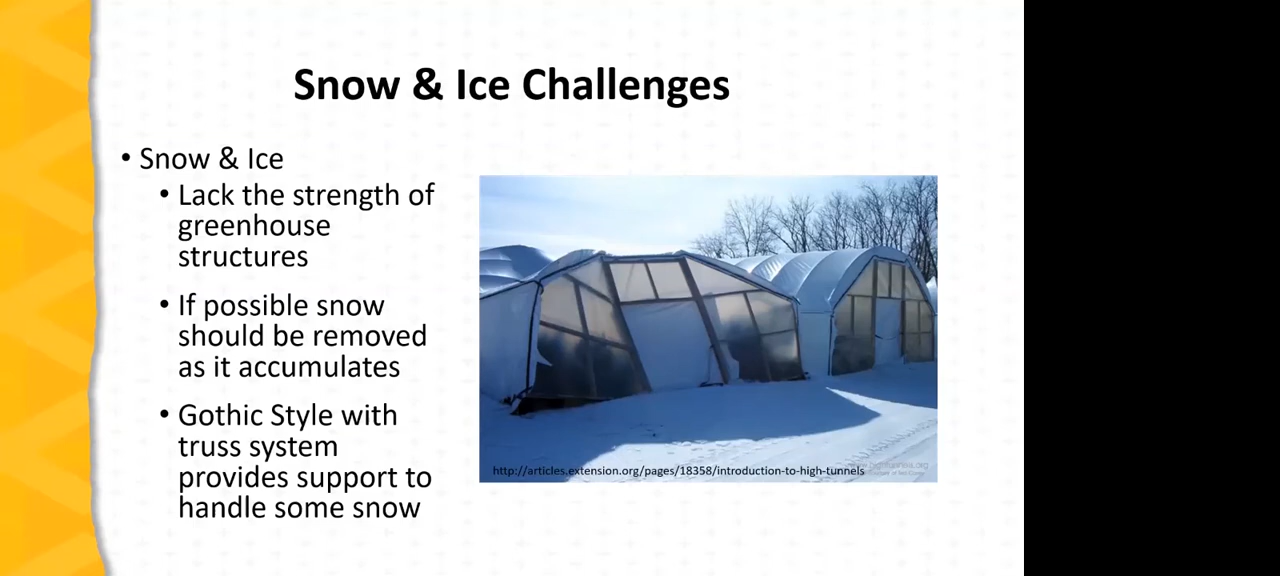 Snow & Ice Challenges
• Snow & Ice
• Lack the strength of
greenhouse
structures
• If possible snow
should be removed
as it accumulates
• Gothic Style with
truss system
provides support to
handle some snow
http://articles.extension.org/pages/18358/introduction-to-high-tunnels